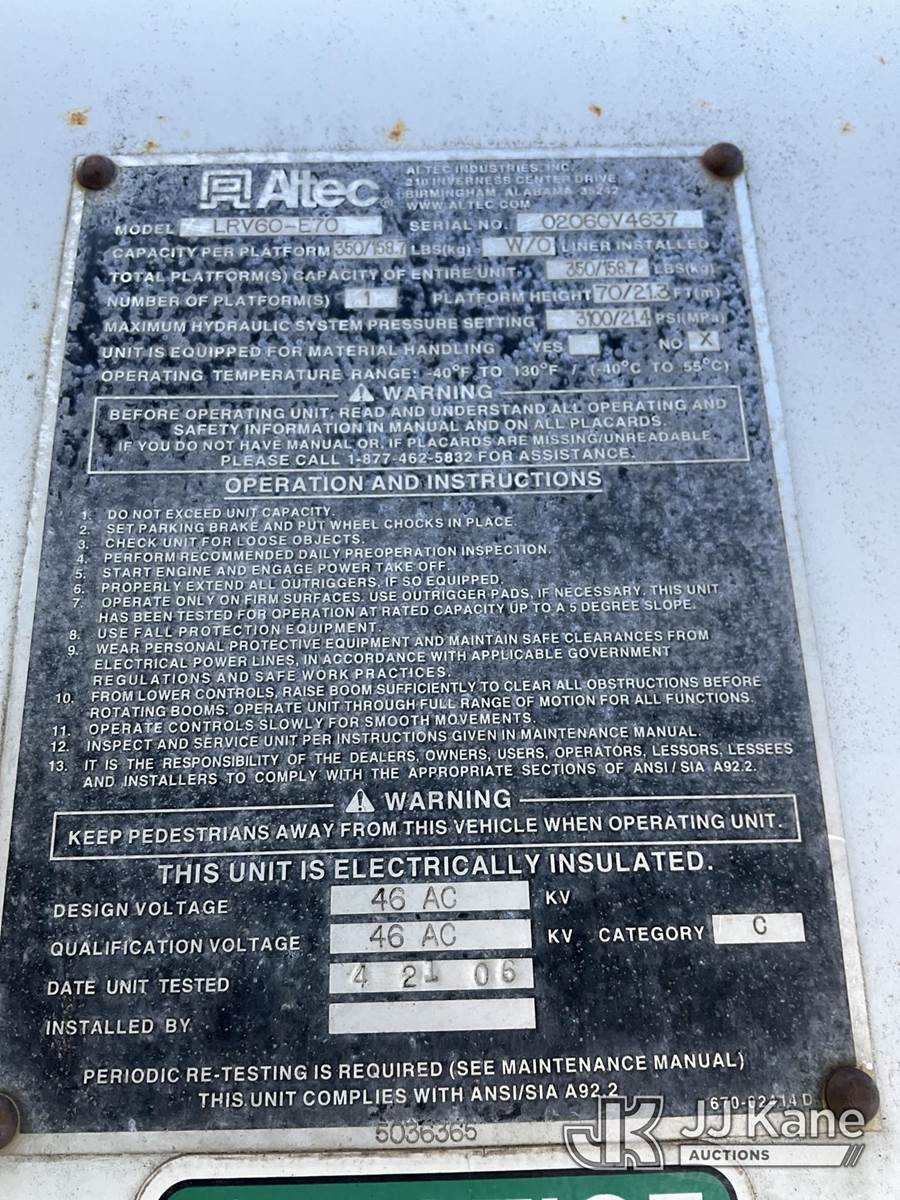 Altec
ALTEC INDUSTRIES, INC.
210 INVERNESS CENTER DRIVE
BIRMINGHAM, ALABAMA 35242
WWW.ALTEC.COM
MODEL LRV60-E70 SERIAL NO. 0206CV4637
CAPACITY PER PLATFORM 350/158.7 LBS(kg) W/O LINER INSTALLED
TOTAL PLATFORM(S) CAPACITY OF ENTIRE UNIT 350/158.7 LBS(kg)
NUMBER OF PLATFORM(S) 1 PLATFORM HEIGHT 70/21.3 FT(m)
MAXIMUM HYDRAULIC SYSTEM PRESSURE SETTING 3100/21.4 PSI(MPa)
UNIT IS EQUIPPED FOR MATERIAL HANDLING YES NO X
OPERATING TEMPERATURE RANGE: -40°F TO 130°F / (-40°C TO 55°C)
WARNING
BEFORE OPERATING UNIT, READ AND UNDERSTAND ALL OPERATING AND
SAFETY INFORMATION IN MANUAL AND ON ALL PLACARDS.
IF YOU DO NOT HAVE MANUAL OR, IF PLACARDS ARE MISSING/UNREADABLE
PLEASE CALL 1-877-462-5832 FOR ASSISTANCE.
OPERATION AND INSTRUCTIONS
1. DO NOT EXCEED UNIT CAPACITY.
2. SET PARKING BRAKE AND PUT WHEEL CHOCKS IN PLACE.
3. CHECK UNIT FOR LOOSE OBJECTS.
4. PERFORM RECOMMENDED DAILY PREOPERATION INSPECTION.
5. START ENGINE AND ENGAGE POWER TAKE OFF.
6. PROPERLY EXTEND ALL OUTRIGGERS, IF SO EQUIPPED.
7. OPERATE ONLY ON FIRM SURFACES. USE OUTRIGGER PADS, IF NECESSARY. THIS UNIT
HAS BEEN TESTED FOR OPERATION AT RATED CAPACITY UP TO A 5 DEGREE SLOPE.
8. USE FALL PROTECTION EQUIPMENT.
9. WEAR PERSONAL PROTECTIVE EQUIPMENT AND MAINTAIN SAFE CLEARANCES FROM
ELECTRICAL POWER LINES, IN ACCORDANCE WITH APPLICABLE GOVERNMENT
REGULATIONS AND SAFE WORK PRACTICES.
10. FROM LOWER CONTROLS, RAISE BOOM SUFFICIENTLY TO CLEAR ALL OBSTRUCTIONS BEFORE
ROTATING BOOMS. OPERATE UNIT THROUGH FULL RANGE OF MOTION FOR ALL FUNCTIONS.
11. OPERATE CONTROLS SLOWLY FOR SMOOTH MOVEMENTS.
12. INSPECT AND SERVICE UNIT PER INSTRUCTIONS GIVEN IN MAINTENANCE MANUAL.
13. IT IS THE RESPONSIBILITY OF THE DEALERS, OWNERS, USERS, OPERATORS, LESSORS, LESSEES
AND INSTALLERS TO COMPLY WITH THE APPROPRIATE SECTIONS OF ANSI/SIA A92.2.
WARNING
KEEP PEDESTRIANS AWAY FROM THIS VEHICLE WHEN OPERATING UNIT.
THIS UNIT IS ELECTRICALLY INSULATED.
DESIGN VOLTAGE 46 AC KV
QUALIFICATION VOLTAGE 46 AC KV CATEGORY C
DATE UNIT TESTED 4 21 06
INSTALLED BY
PERIODIC RE-TESTING IS REQUIRED (SEE MAINTENANCE MANUAL)
THIS UNIT COMPLIES WITH ANSI/SIA A92.2
5036365
JK JJ Kane
AUCTIONS